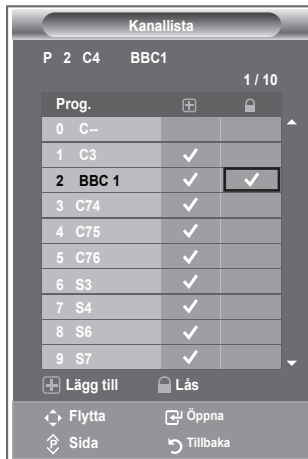 Kanallista
P 2 C4 BBC1
1 / 10
Prog.
0 C--
1 C3
2 BBC 1
3 C74
4 C75
5 C76
6 S3
7 S4
8 S6
9 S7
Lägg till Lås
Flytta Öppna
P Sida Tillbaka